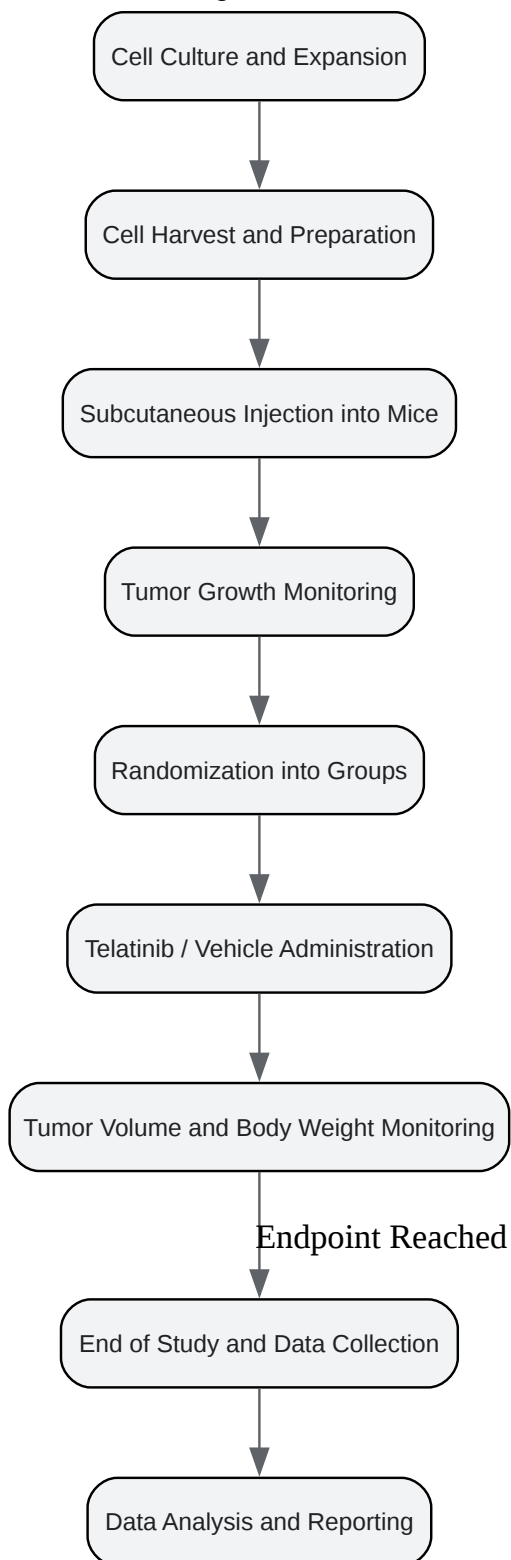 Cell Culture and Expansion
Cell Harvest and Preparation
Subcutaneous Injection into Mice
Tumor Growth Monitoring
Randomization into Groups
Telatinib / Vehicle Administration
Tumor Volume and Body Weight Monitoring
Endpoint Reached
End of Study and Data Collection
Data Analysis and Reporting